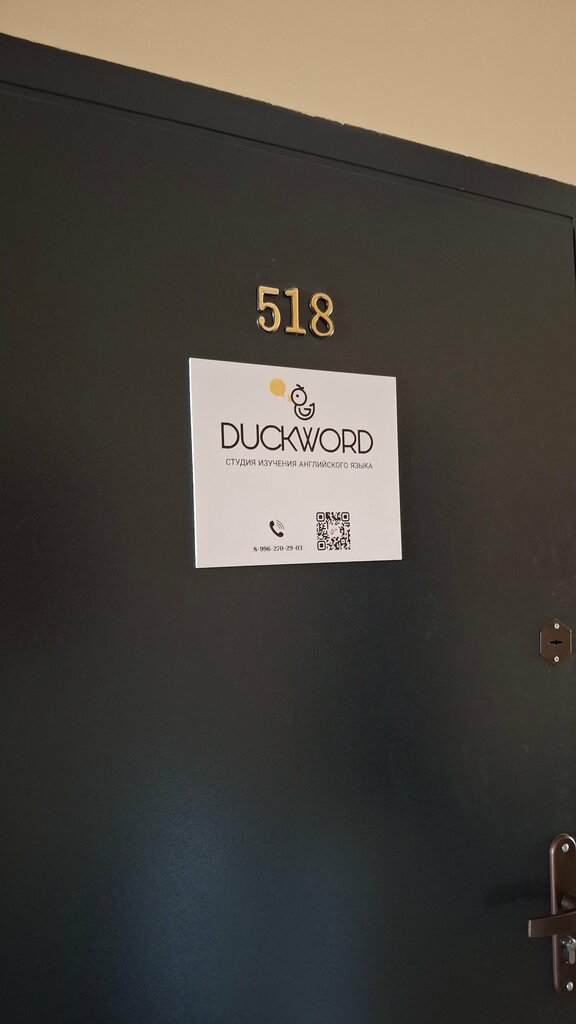 518
DUCKWORD
СТУДИЯ ИЗУЧЕНИЯ АНГЛИЙСКОГО ЯЗЫКА
8-996-270-29-03